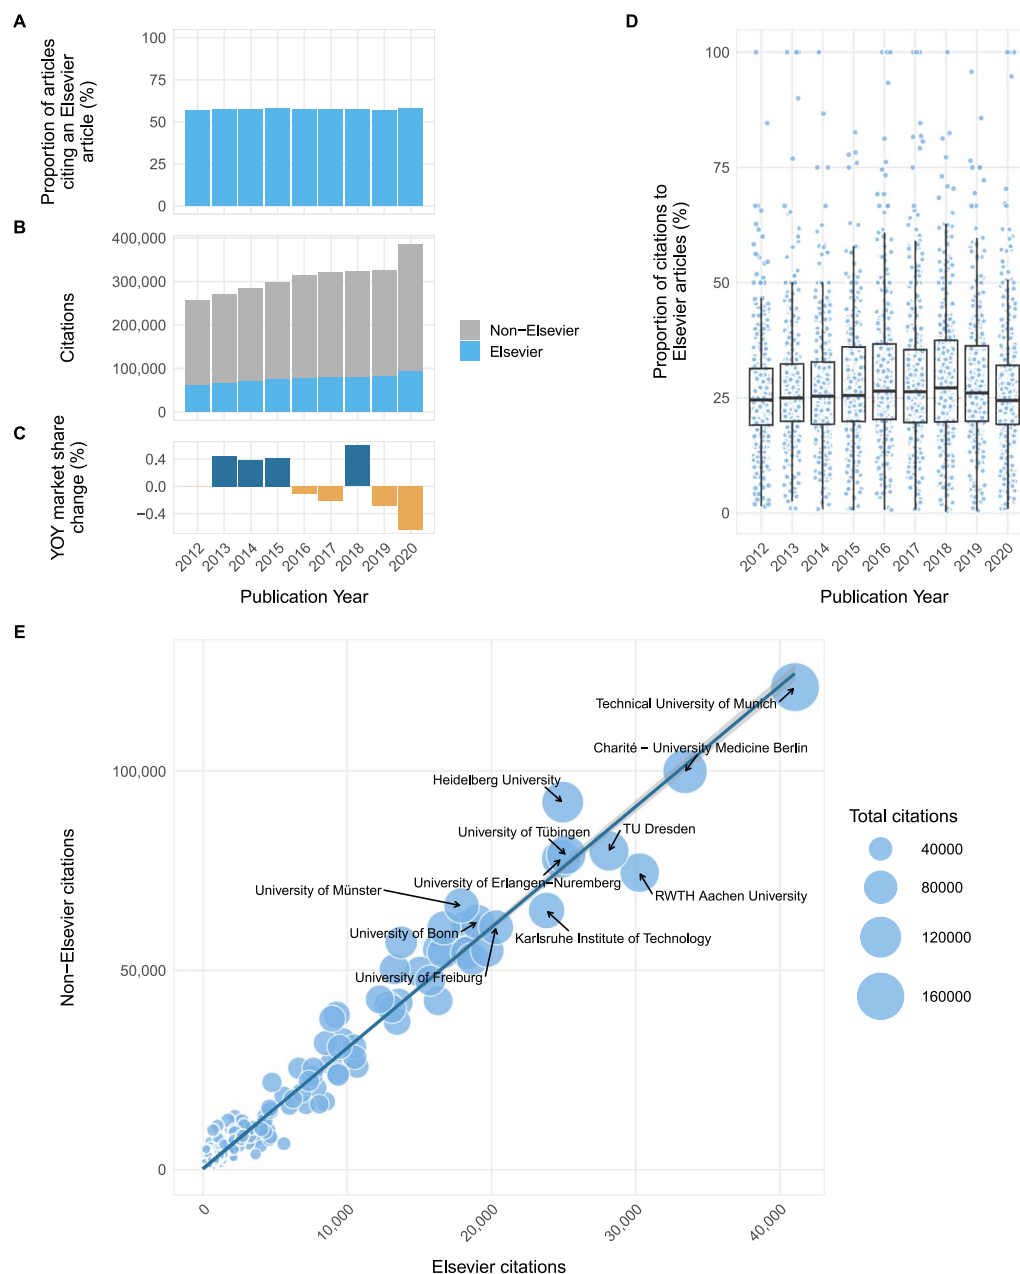 A
Proportion of articles
citing an Elsevier
article (%)
100
75
50
25
0
B
Citations
400,000
300,000
200,000
100,000
0
Non−Elsevier
Elsevier
C
YOY market share
change (%)
0.4
0.0
−0.4
2012
2013
2014
2015
2016
2017
2018
2019
2020
Publication Year
D
Proportion of citations to
Elsevier articles (%)
100
75
50
25
0
2012
2013
2014
2015
2016
2017
2018
2019
2020
Publication Year
E
Non−Elsevier citations
100,000
50,000
0
Technical University of Munich
Charité − University Medicine Berlin
Heidelberg University
University of Tübingen
TU Dresden
University of Erlangen−Nuremberg
University of Münster
RWTH Aachen University
University of Bonn
Karlsruhe Institute of Technology
University of Freiburg
0
10,000
20,000
30,000
40,000
Elsevier citations
Total citations
40000
80000
120000
160000